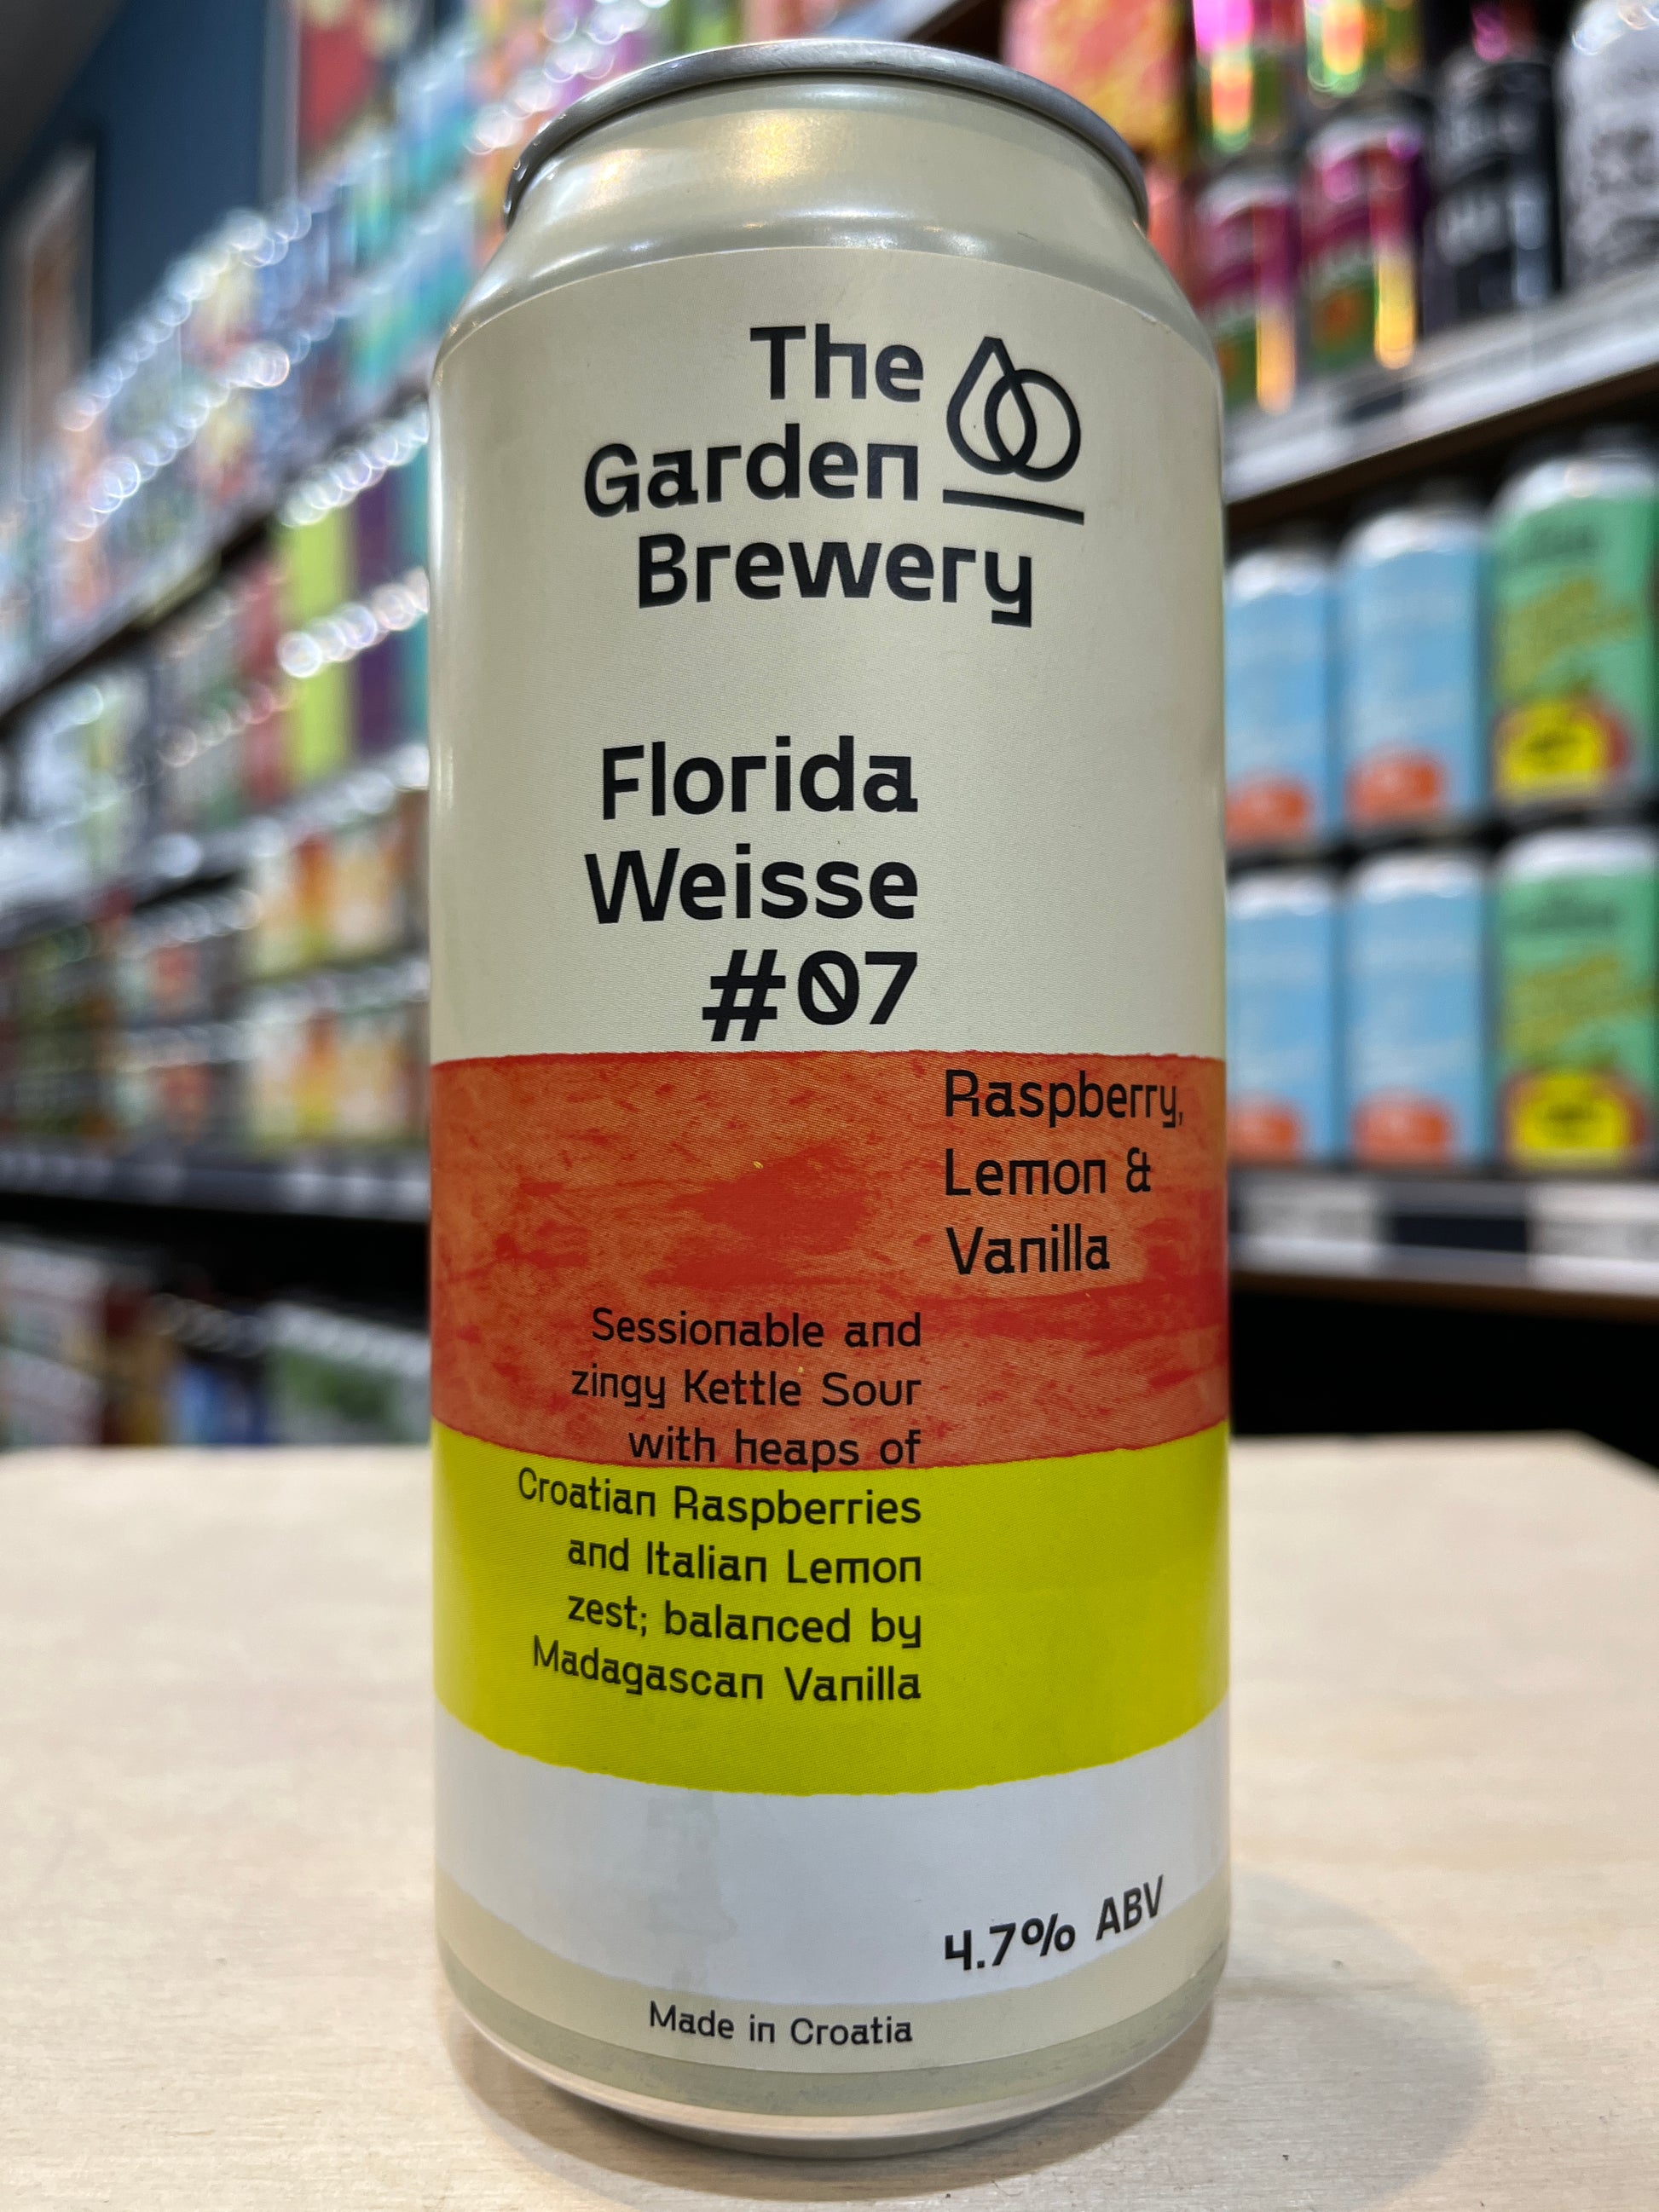 The
Garden
Brewery
Florida
Weisse
#07
Raspberry,
Lemon &
Vanilla
Sessionable and
zingy Kettle Sour
with heaps of
Croatian Raspberries
and Italian Lemon
zest; balanced by
Madagascan Vanilla
4.7% ABV
Made in Croatia